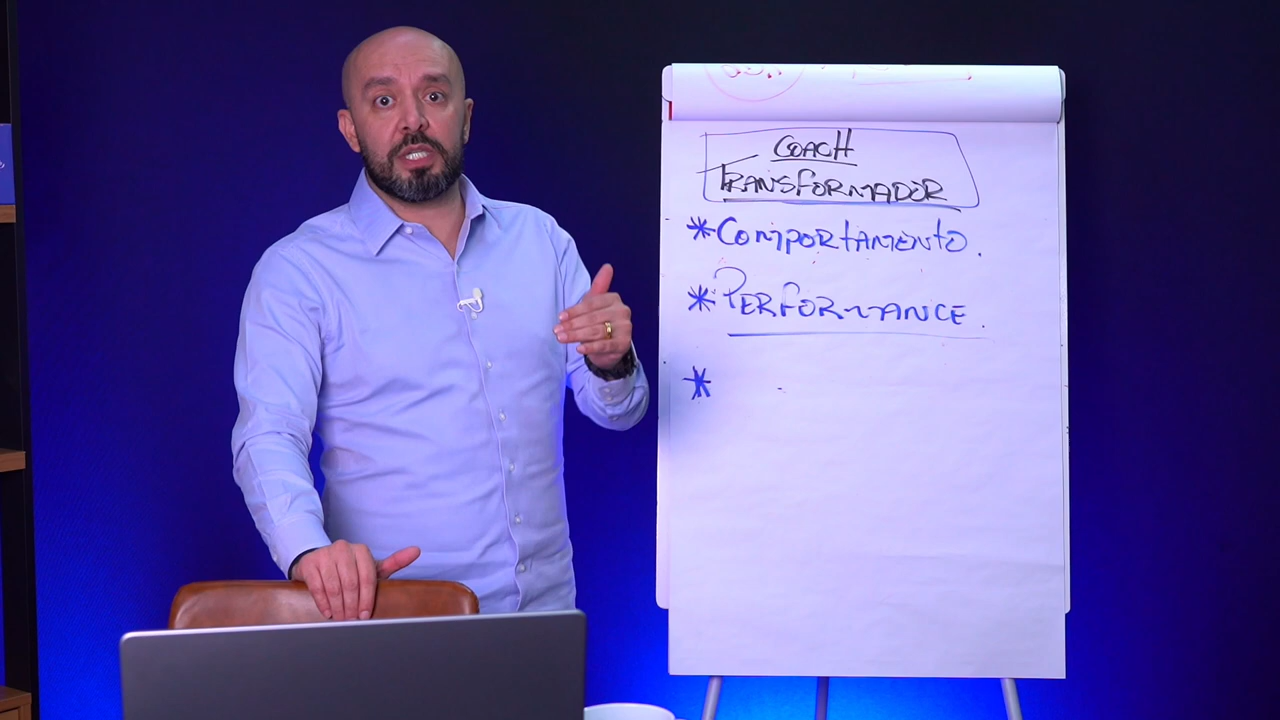 COACH
TRANSFORMADOR
* COMPORTAMENTO.
* PERFORMANCE.
*